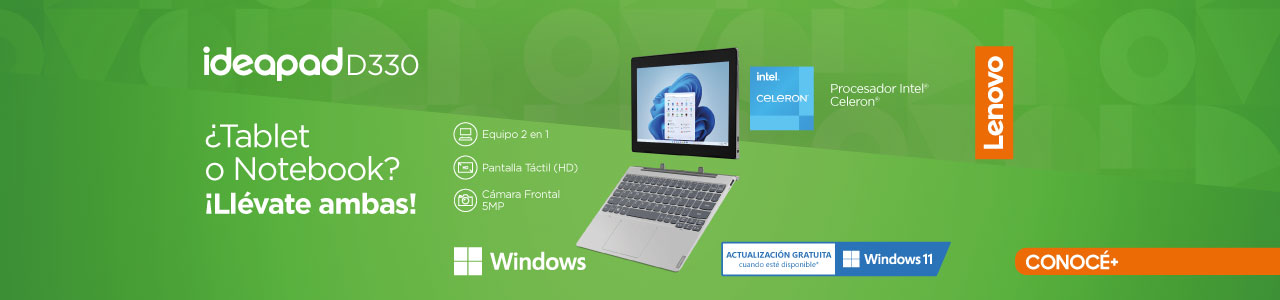 ideapad D330
¿Tablet
o Notebook?
¡Llévate ambas!
Equipo 2 en 1
Pantalla Táctil (HD)
Cámara Frontal
5MP
Windows
intel.
CELERON®
Procesador Intel®
Celeron®
Lenovo
ACTUALIZACIÓN GRATUITA
cuando esté disponible*
Windows 11
CONOCÉ+